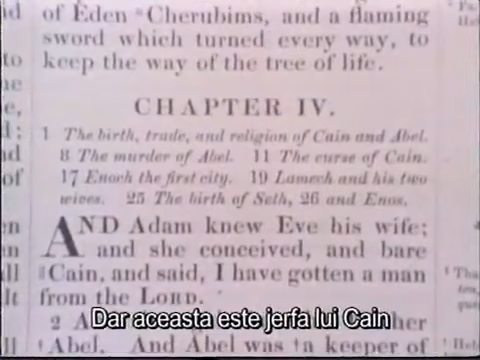 of Eden Cherubims, and a flaming
sword which turned every way, to
keep the way of the tree of life.
CHAPTER IV.
1 The birth, trade, and religion of Cain and Abel.
8 The murder of Abel. 11 The curse of Cain.
17 Enoch the first city. 19 Lamech and his two
wives. 25 The birth of Seth, 26 and Enos.
AND Adam knew Eve his wife;
and she conceived, and bare
Cain, and said, I have gotten a man
from the LORD.
2 A
Abel. And Abel was a keeper of
Dar aceasta este jerfa lui Cain